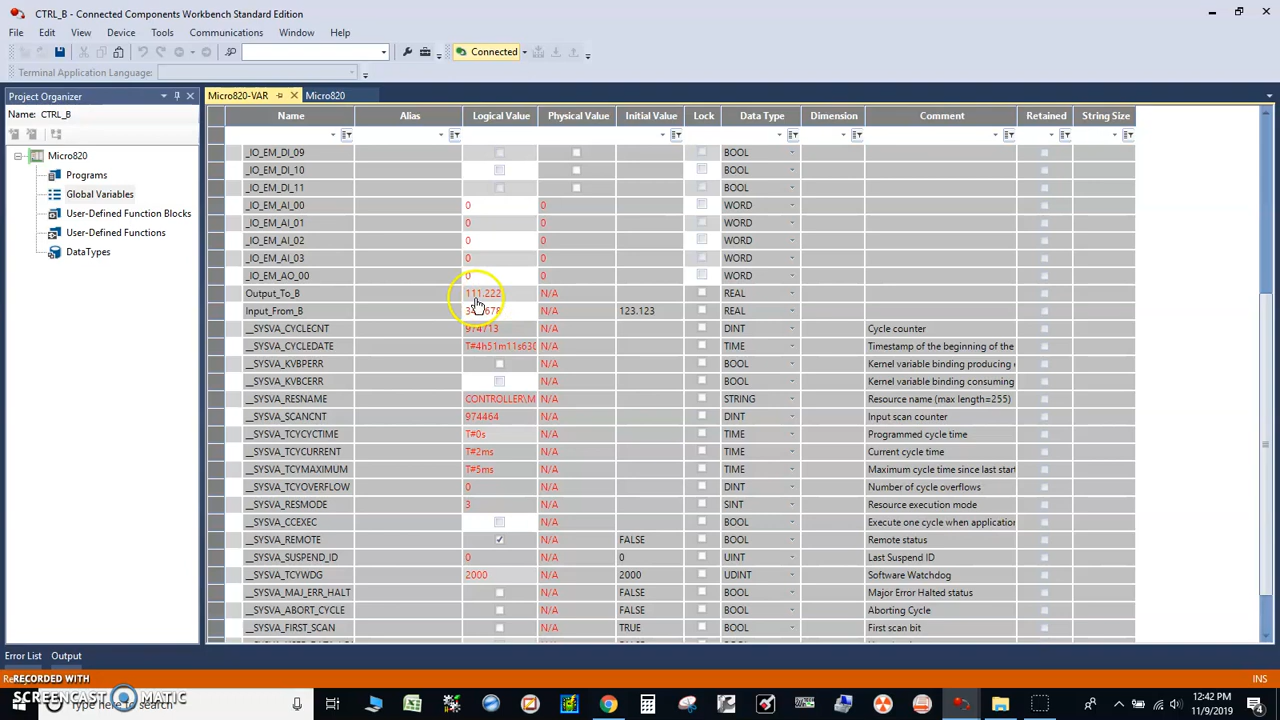 CTRL_B - Connected Components Workbench Standard Edition
File Edit View Device Tools Communications Window Help
Connected
Terminal Application Language:
Project Organizer
Name: CTRL_B
Micro820
Programs
Global Variables
User-Defined Function Blocks
User-Defined Functions
DataTypes
Micro820-VAR Micro820
Name Alias Logical Value Physical Value Initial Value Lock Data Type Dimension Comment Retained String Size
_IO_EM_DI_09 BOOL
_IO_EM_DI_10 BOOL
_IO_EM_DI_11 BOOL
_IO_EM_AI_00 0 0 WORD
_IO_EM_AI_01 0 0 WORD
_IO_EM_AI_02 0 0 WORD
_IO_EM_AI_03 0 0 WORD
_IO_EM_AO_00 0 0 WORD
Output_To_B 111.222 N/A REAL
Input_From_B N/A 123.123 REAL
__SYSVA_CYCLECNT 974713 N/A DINT Cycle counter
__SYSVA_CYCLEDATE T#4h51m11s630 N/A TIME Timestamp of the beginning of the
__SYSVA_KVBPERR N/A BOOL Kernel variable binding producing
__SYSVA_KVBCERR N/A BOOL Kernel variable binding consuming
__SYSVA_RESNAME CONTROLLER\M N/A STRING Resource name (max length=255)
__SYSVA_SCANCNT 974464 N/A DINT Input scan counter
__SYSVA_TCYCYCTIME T#0s N/A TIME Programmed cycle time
__SYSVA_TCYCURRENT T#2ms N/A TIME Current cycle time
__SYSVA_TCYMAXIMUM T#5ms N/A TIME Maximum cycle time since last start
__SYSVA_TCYOVERFLOW 0 N/A DINT Number of cycle overflows
__SYSVA_RESMODE 3 N/A SINT Resource execution mode
__SYSVA_CCEXEC N/A BOOL Execute one cycle when application
__SYSVA_REMOTE N/A FALSE BOOL Remote status
__SYSVA_SUSPEND_ID 0 N/A 0 UINT Last Suspend ID
__SYSVA_TCYWDG 2000 N/A 2000 UDINT Software Watchdog
__SYSVA_MAJ_ERR_HALT N/A FALSE BOOL Major Error Halted status
__SYSVA_ABORT_CYCLE N/A FALSE BOOL Aborting Cycle
__SYSVA_FIRST_SCAN N/A TRUE BOOL First scan bit
Error List Output
RECORDED WITH INS
SCREENCAST MATIC
here to search
12:42 PM
11/9/2019
4